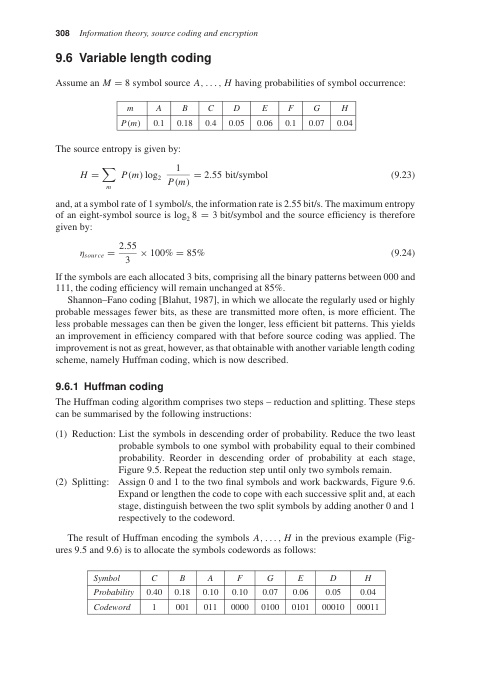 308 Information theory, source coding and encryption
9.6 Variable length coding
Assume an M = 8 symbol source A, . . . , H having probabilities of symbol occurrence:
m A B C D E F G H
P(m) 0.1 0.18 0.4 0.05 0.06 0.1 0.07 0.04
The source entropy is given by:
H = ∑m P(m) log2 1/P(m) = 2.55 bit/symbol (9.23)
and, at a symbol rate of 1 symbol/s, the information rate is 2.55 bit/s. The maximum entropy
of an eight-symbol source is log2 8 = 3 bit/symbol and the source efficiency is therefore
given by:
ηsource = 2.55/3 × 100% = 85% (9.24)
If the symbols are each allocated 3 bits, comprising all the binary patterns between 000 and
111, the coding efficiency will remain unchanged at 85%.
Shannon–Fano coding [Blahut, 1987], in which we allocate the regularly used or highly
probable messages fewer bits, as these are transmitted more often, is more efficient. The
less probable messages can then be given the longer, less efficient bit patterns. This yields
an improvement in efficiency compared with that before source coding was applied. The
improvement is not as great, however, as that obtainable with another variable length coding
scheme, namely Huffman coding, which is now described.
9.6.1 Huffman coding
The Huffman coding algorithm comprises two steps – reduction and splitting. These steps
can be summarised by the following instructions:
(1) Reduction: List the symbols in descending order of probability. Reduce the two least
probable symbols to one symbol with probability equal to their combined
probability. Reorder in descending order of probability at each stage,
Figure 9.5. Repeat the reduction step until only two symbols remain.
(2) Splitting: Assign 0 and 1 to the two final symbols and work backwards, Figure 9.6.
Expand or lengthen the code to cope with each successive split and, at each
stage, distinguish between the two split symbols by adding another 0 and 1
respectively to the codeword.
The result of Huffman encoding the symbols A, . . . , H in the previous example (Fig-
ures 9.5 and 9.6) is to allocate the symbols codewords as follows:
Symbol C B A F G E D H
Probability 0.40 0.18 0.10 0.10 0.07 0.06 0.05 0.04
Codeword 1 001 011 0000 0100 0101 00010 00011